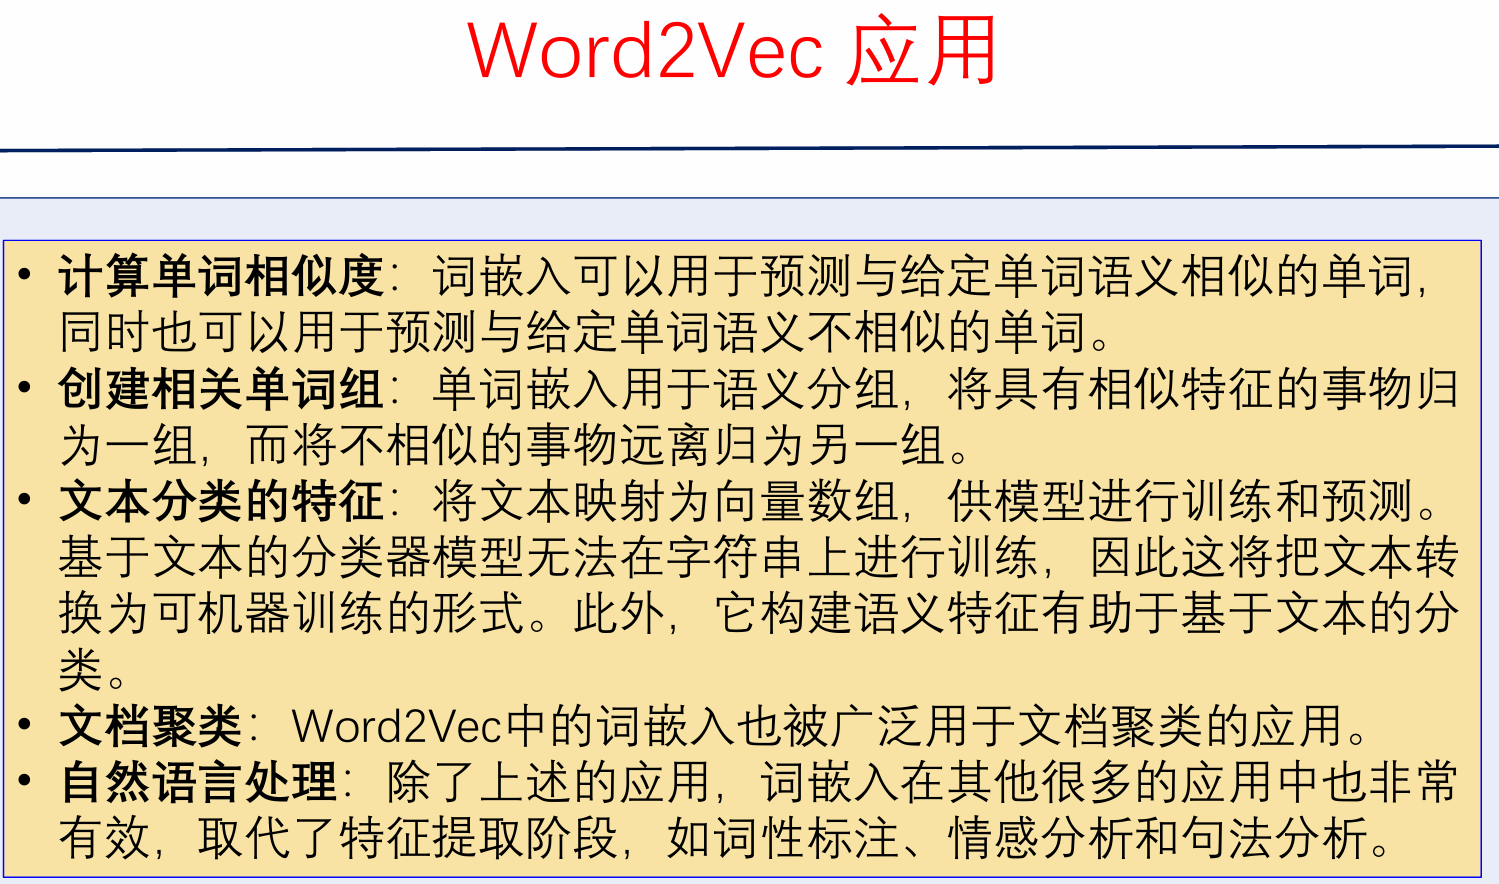 Word2Vec 应用
• 计算单词相似度：词嵌入可以用于预测与给定单词语义相似的单词，
同时也可以用于预测与给定单词语义不相似的单词。
• 创建相关单词组：单词嵌入用于语义分组，将具有相似特征的事物归
为一组，而将不相似的事物远离归为另一组。
• 文本分类的特征：将文本映射为向量数组，供模型进行训练和预测。
基于文本的分类器模型无法在字符串上进行训练，因此这将把文本转
换为可机器训练的形式。此外，它构建语义特征有助于基于文本的分
类。
• 文档聚类：Word2Vec中的词嵌入也被广泛用于文档聚类的应用。
• 自然语言处理：除了上述的应用，词嵌入在其他很多的应用中也非常
有效，取代了特征提取阶段，如词性标注、情感分析和句法分析。